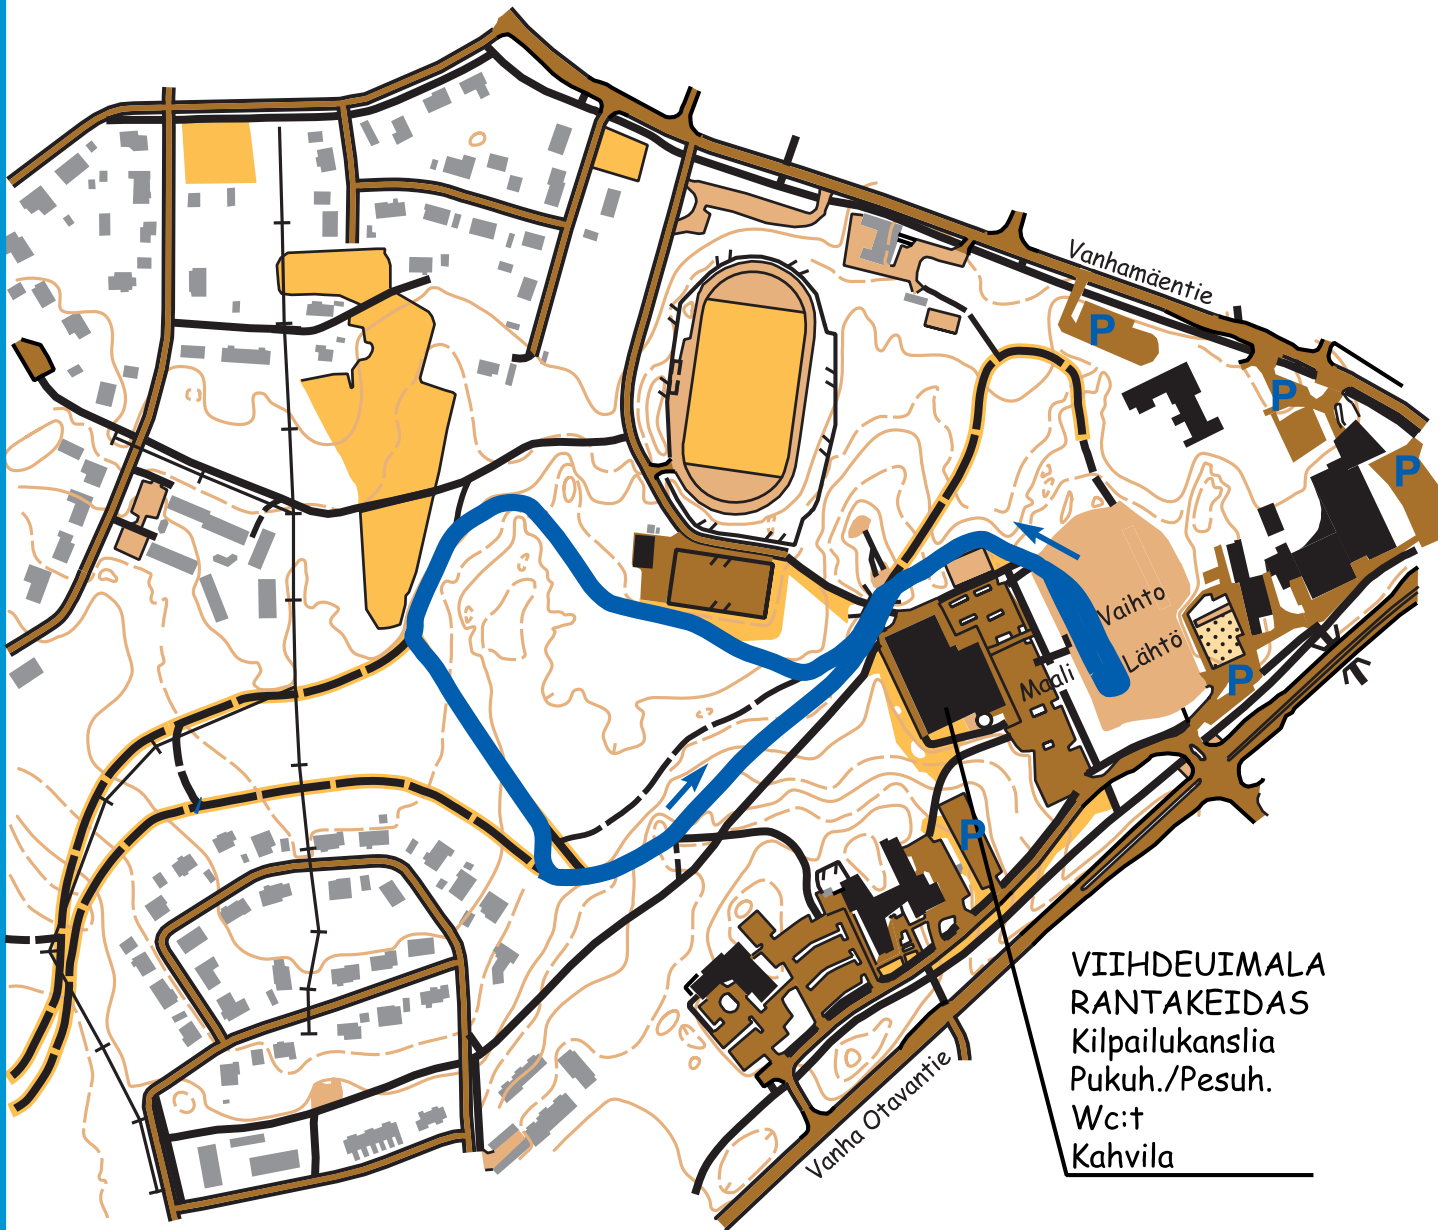 Vanhamäentie
P
P
P
Vaihto
Lähtö
Maali
P
P
VIIHDEUIMALA
RANTAKEIDAS
Kilpailukanslia
Pukuh./Pesuh.
Wc:t
Kahvila
Vanha Otavantie